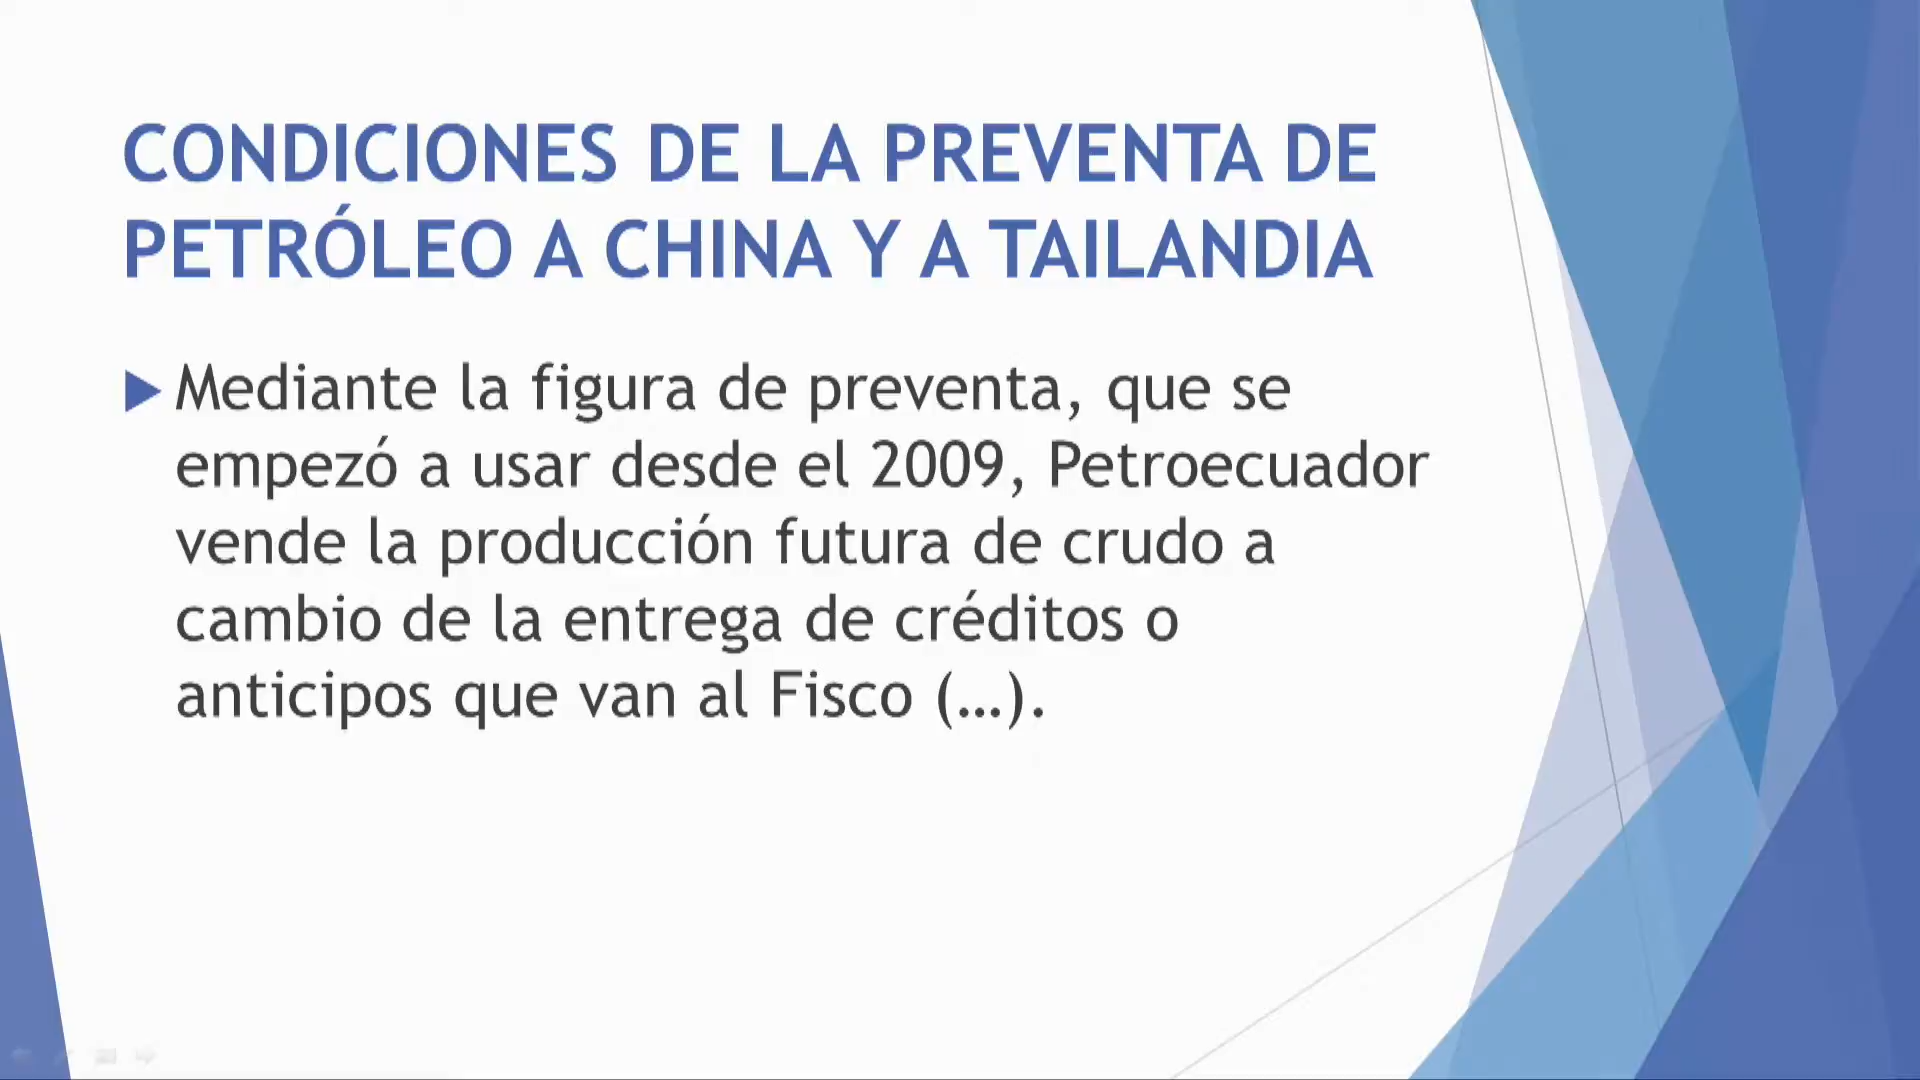 CONDICIONES DE LA PREVENTA DE
PETRÓLEO A CHINA Y A TAILANDIA
Mediante la figura de preventa, que se
empezó a usar desde el 2009, Petroecuador
vende la producción futura de crudo a
cambio de la entrega de créditos o
anticipos que van al Fisco (...).